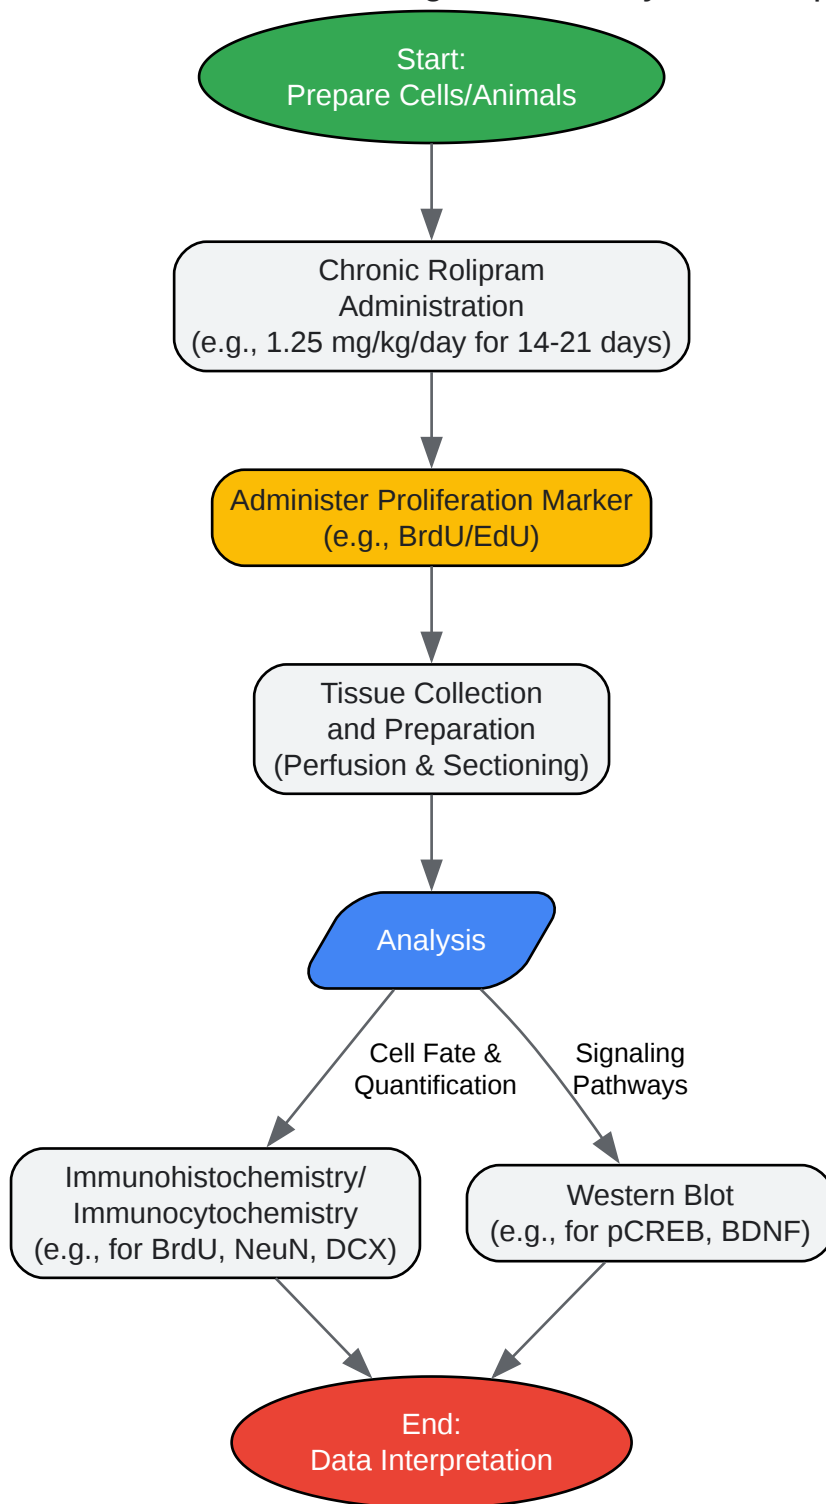 Start:
Prepare Cells/Animals
Chronic Rolipram
Administration
(e.g., 1.25 mg/kg/day for 14-21 days)
Administer Proliferation Marker
(e.g., BrdU/EdU)
Tissue Collection
and Preparation
(Perfusion & Sectioning)
Analysis
Cell Fate &
Quantification
Signaling
Pathways
Immunohistochemistry/
Immunocytochemistry
(e.g., for BrdU, NeuN, DCX)
Western Blot
(e.g., for pCREB, BDNF)
End:
Data Interpretation